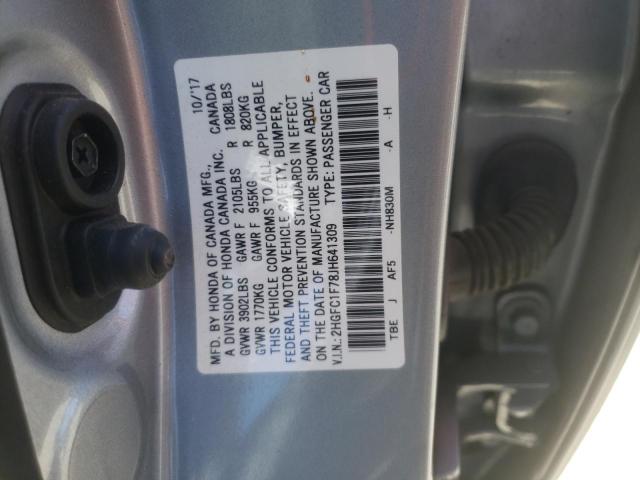 MFD. BY HONDA OF CANADA MFG., 10/'17
A DIVISION OF HONDA CANADA INC. CANADA
GVWR 3902LBS GAWR F 2105LBS R 1808LBS
GVWR 1770KG GAWR F 955KG R 820KG
THIS VEHICLE CONFORMS TO ALL APPLICABLE
FEDERAL MOTOR VEHICLE SAFETY, BUMPER,
AND THEFT PREVENTION STANDARDS IN EFFECT
ON THE DATE OF MANUFACTURE SHOWN ABOVE.
V.I.N.: 2HGFC1F78JH641309 TYPE: PASSENGER CAR
TBE J AF5 -NH830M -A -H